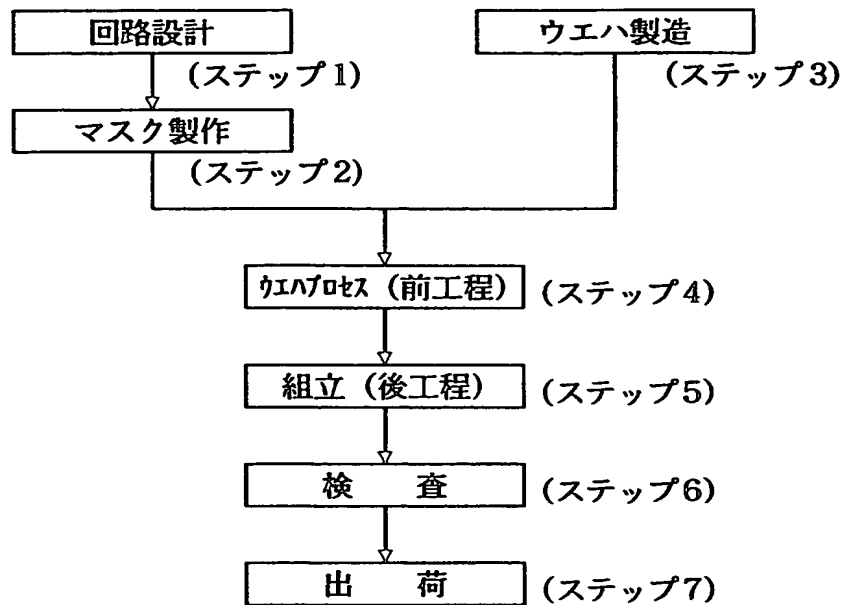 回路設計
(ステップ1)
ウエハ製造
(ステップ3)
マスク製作
(ステップ2)
ｳｴﾊﾌﾟﾛｾｽ (前工程)
(ステップ4)
組立 (後工程)
(ステップ5)
検　査
(ステップ6)
出　荷
(ステップ7)